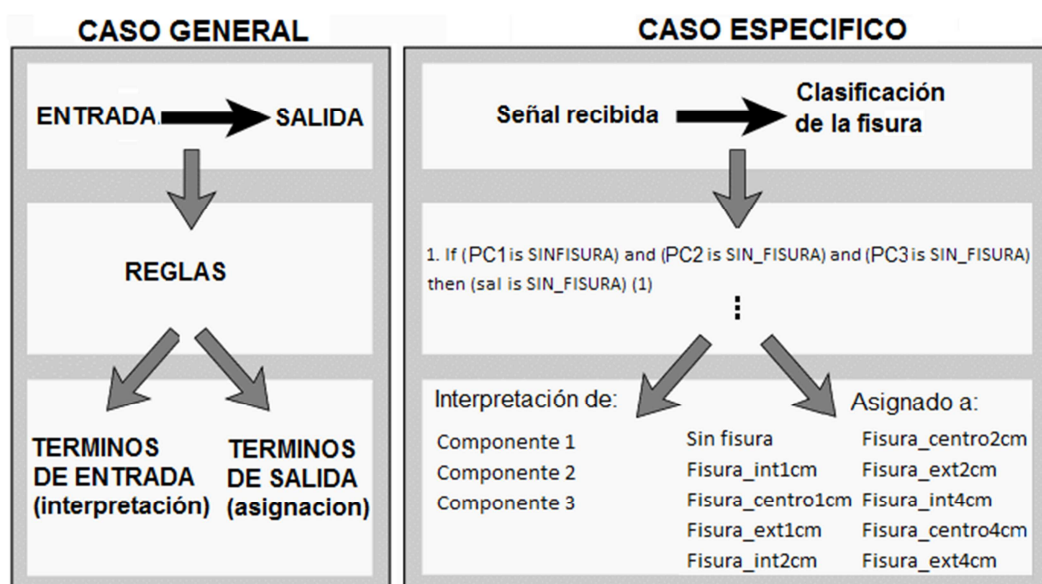 CASO GENERAL
ENTRADA
SALIDA
REGLAS
TERMINOS
DE ENTRADA
(interpretación)
TERMINOS
DE SALIDA
(asignacion)
CASO ESPECIFICO
Señal recibida
Clasificación
de la fisura
1. If (PC1 is SINFISURA) and (PC2 is SIN_FISURA) and (PC3 is SIN_FISURA)
then (sal is SIN_FISURA) (1)
Interpretación de:
Componente 1
Componente 2
Componente 3
Asignado a:
Sin fisura
Fisura_int1cm
Fisura_centro1cm
Fisura_ext1cm
Fisura_int2cm
Fisura_centro2cm
Fisura_ext2cm
Fisura_int4cm
Fisura_centro4cm
Fisura_ext4cm